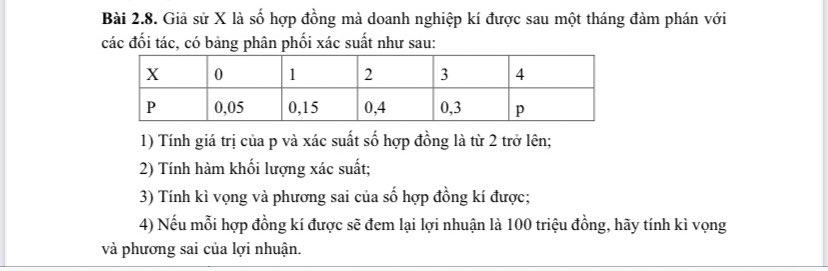 Bài 2.8. Giả sử X là số hợp đồng mà doanh nghiệp kí được sau một tháng đàm phán với
các đối tác, có bảng phân phối xác suất như sau:
X 0 1 2 3 4
P 0,05 0,15 0,4 0,3 p
1) Tính giá trị của p và xác suất số hợp đồng là từ 2 trở lên;
2) Tính hàm khối lượng xác suất;
3) Tính kì vọng và phương sai của số hợp đồng kí được;
4) Nếu mỗi hợp đồng kí được sẽ đem lại lợi nhuận là 100 triệu đồng, hãy tính kì vọng
và phương sai của lợi nhuận.